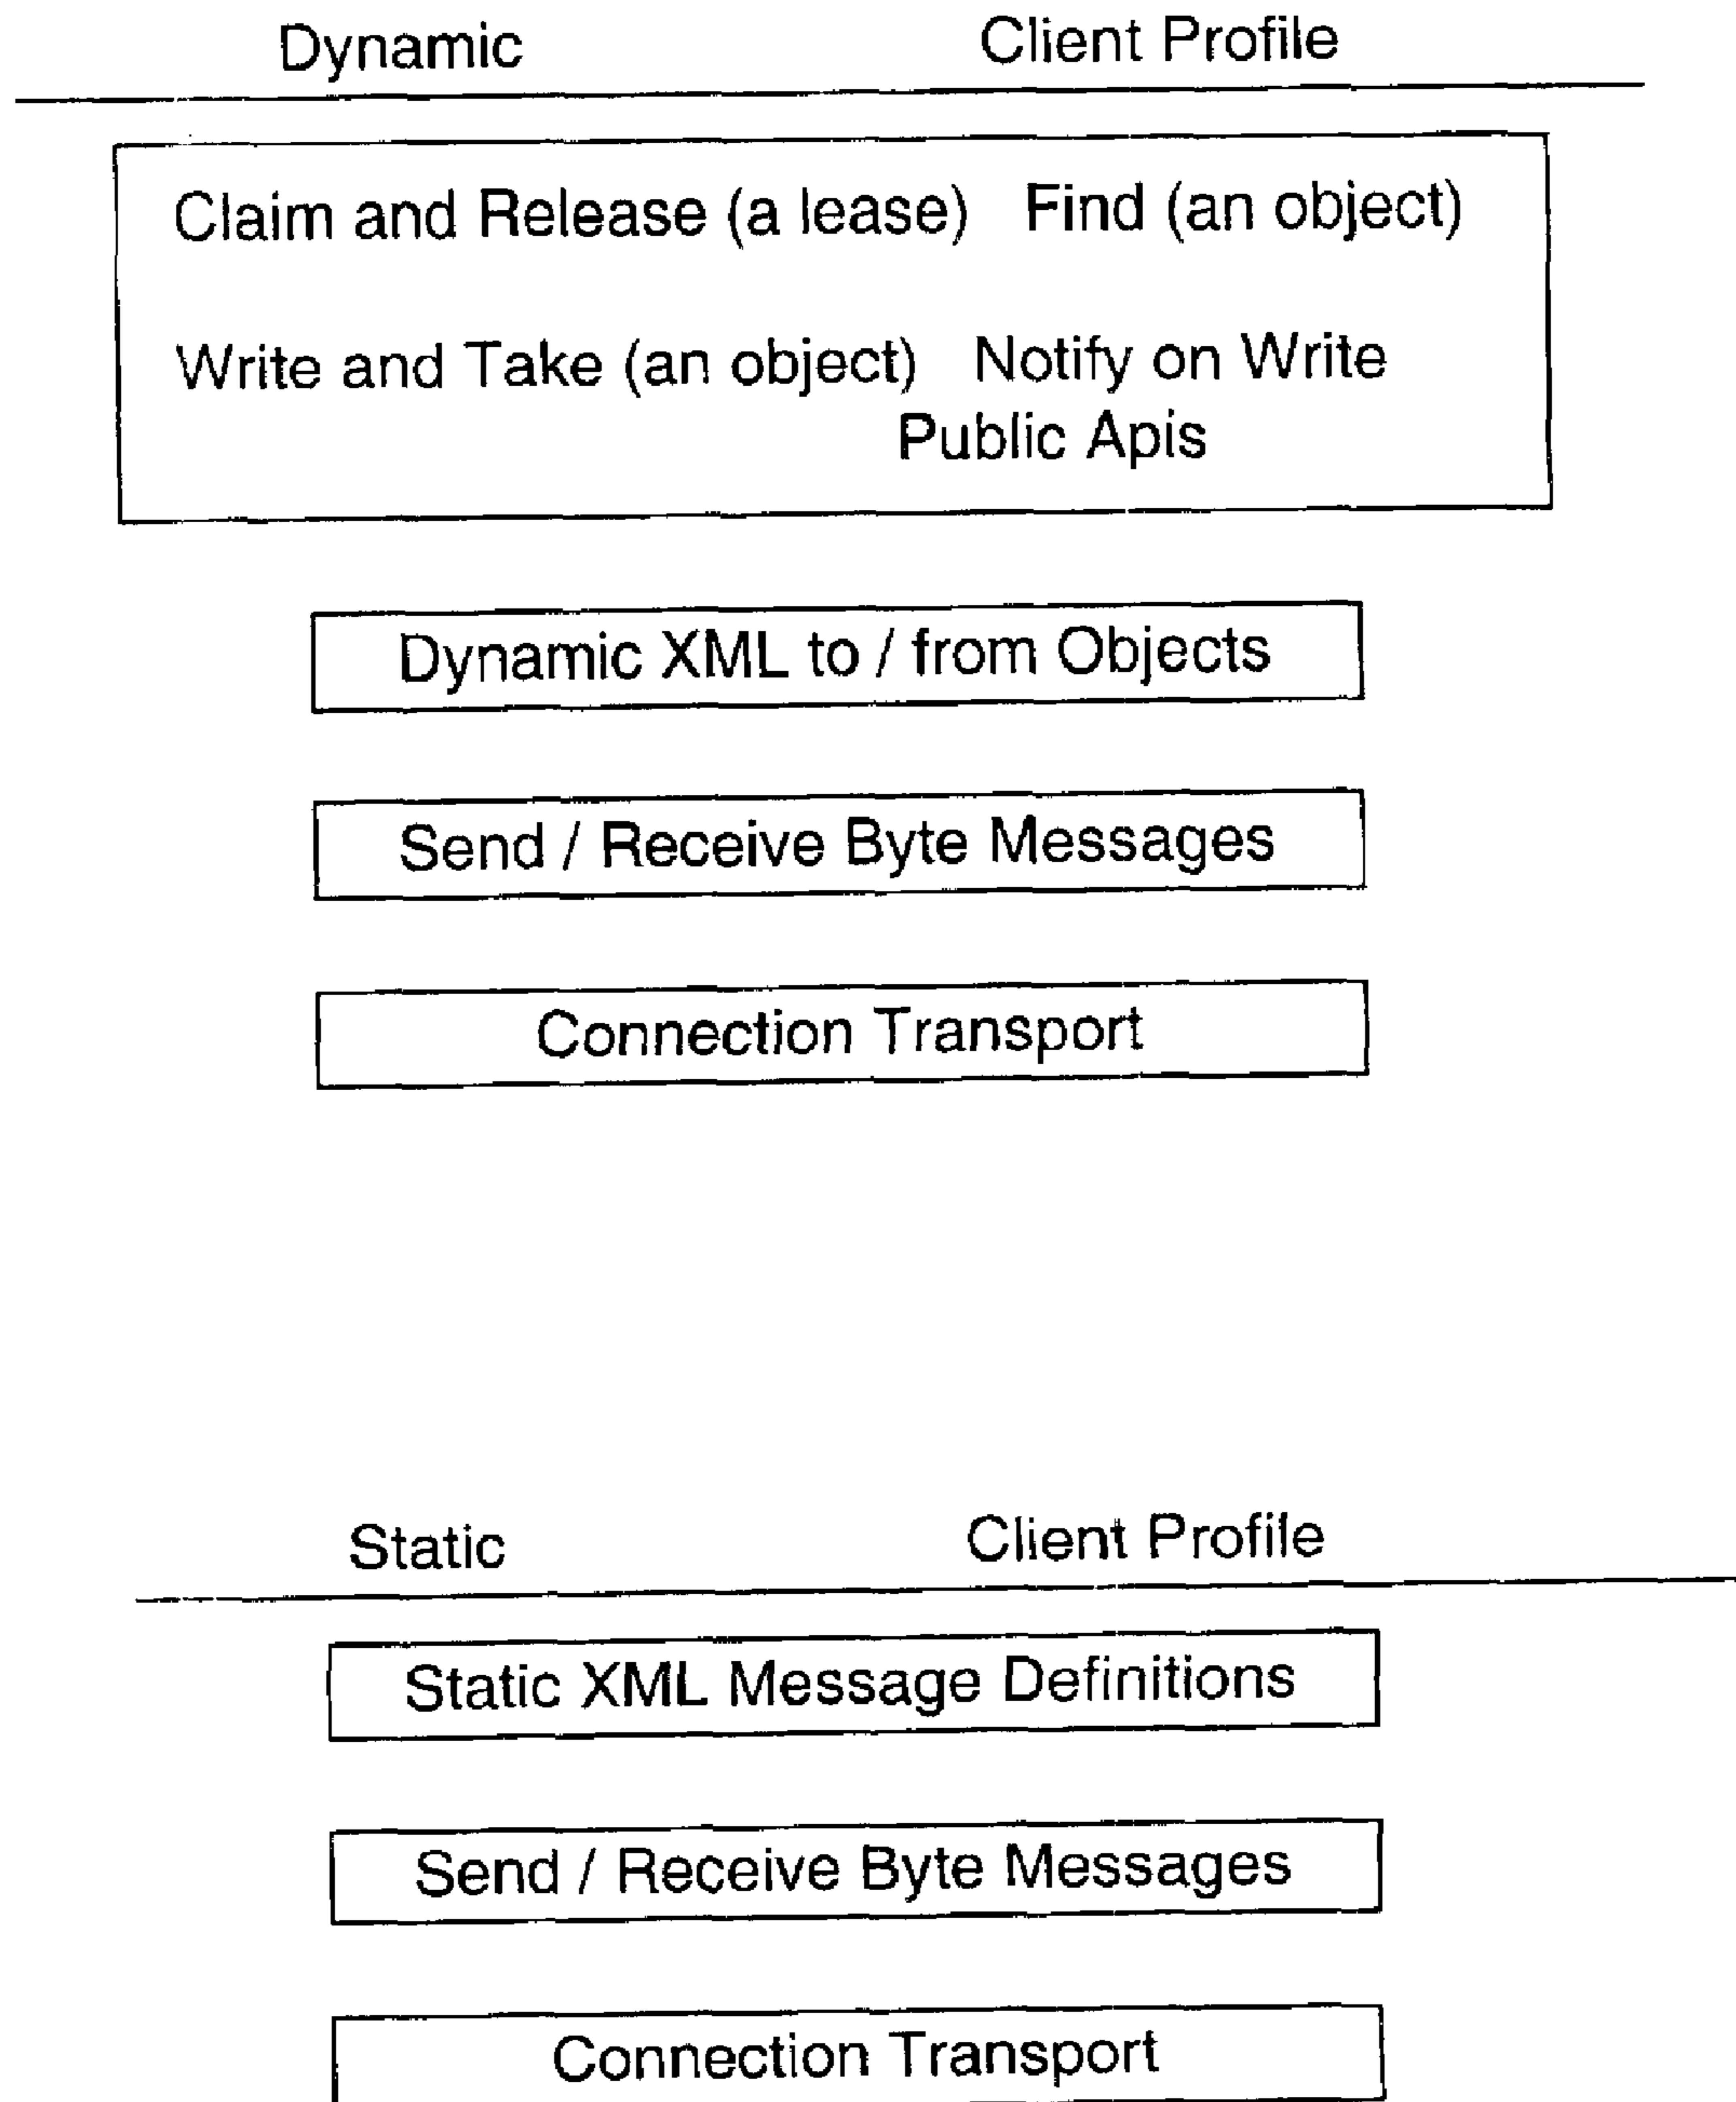 Dynamic Client Profile
Claim and Release (a lease) Find (an object)
Write and Take (an object) Notify on Write
Public Apis
Dynamic XML to / from Objects
Send / Receive Byte Messages
Connection Transport
Static Client Profile
Static XML Message Definitions
Send / Receive Byte Messages
Connection Transport